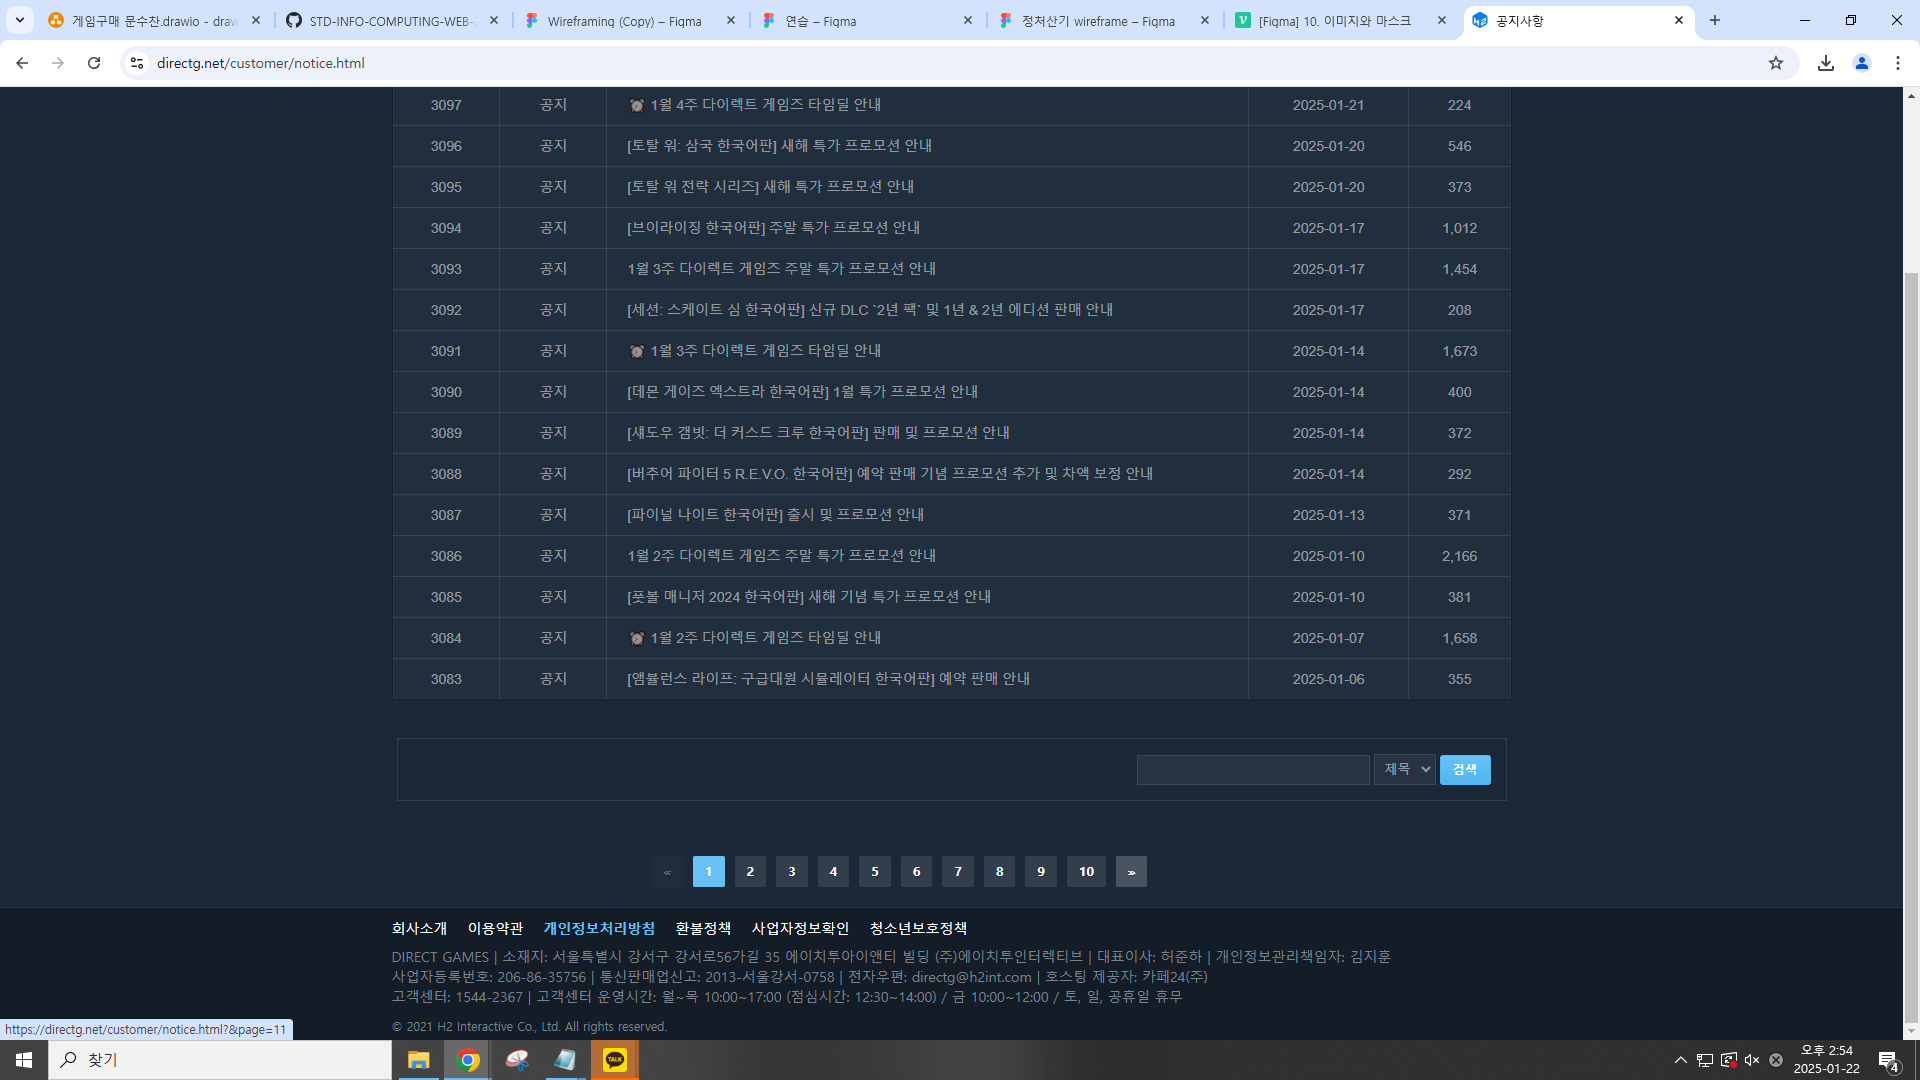 게임구매 문수찬.drawio - draw
STD-INFO-COMPUTING-WEB-
Wireframing (Copy) – Figma
연습 – Figma
정처산기 wireframe – Figma
[Figma] 10. 이미지와 마스크
공지사항
directg.net/customer/notice.html
3097 공지 ⏰ 1월 4주 다이렉트 게임즈 타임딜 안내 2025-01-21 224
3096 공지 [토탈 워: 삼국 한국어판] 새해 특가 프로모션 안내 2025-01-20 546
3095 공지 [토탈 워 전략 시리즈] 새해 특가 프로모션 안내 2025-01-20 373
3094 공지 [브이라이징 한국어판] 주말 특가 프로모션 안내 2025-01-17 1,012
3093 공지 1월 3주 다이렉트 게임즈 주말 특가 프로모션 안내 2025-01-17 1,454
3092 공지 [세션: 스케이트 심 한국어판] 신규 DLC `2년 팩` 및 1년 & 2년 에디션 판매 안내 2025-01-17 208
3091 공지 ⏰ 1월 3주 다이렉트 게임즈 타임딜 안내 2025-01-14 1,673
3090 공지 [데몬 게이즈 엑스트라 한국어판] 1월 특가 프로모션 안내 2025-01-14 400
3089 공지 [섀도우 갬빗: 더 커스드 크루 한국어판] 판매 및 프로모션 안내 2025-01-14 372
3088 공지 [버추어 파이터 5 R.E.V.O. 한국어판] 예약 판매 기념 프로모션 추가 및 차액 보정 안내 2025-01-14 292
3087 공지 [파이널 나이트 한국어판] 출시 및 프로모션 안내 2025-01-13 371
3086 공지 1월 2주 다이렉트 게임즈 주말 특가 프로모션 안내 2025-01-10 2,166
3085 공지 [풋볼 매니저 2024 한국어판] 새해 기념 특가 프로모션 안내 2025-01-10 381
3084 공지 ⏰ 1월 2주 다이렉트 게임즈 타임딜 안내 2025-01-07 1,658
3083 공지 [앰뷸런스 라이프: 구급대원 시뮬레이터 한국어판] 예약 판매 안내 2025-01-06 355
제목 검색
« 1 2 3 4 5 6 7 8 9 10 »
회사소개 이용약관 개인정보처리방침 환불정책 사업자정보확인 청소년보호정책
DIRECT GAMES | 소재지: 서울특별시 강서구 강서로56가길 35 에이치투아이앤티 빌딩 (주)에이치투인터렉티브 | 대표이사: 허준하 | 개인정보관리책임자: 김지훈
사업자등록번호: 206-86-35756 | 통신판매업신고: 2013-서울강서-0758 | 전자우편: directg@h2int.com | 호스팅 제공자: 카페24(주)
고객센터: 1544-2367 | 고객센터 운영시간: 월~목 10:00~17:00 (점심시간: 12:30~14:00) / 금 10:00~12:00 / 토, 일, 공휴일 휴무
© 2021 H2 Interactive Co., Ltd. All rights reserved.
https://directg.net/customer/notice.html?&page=11
찾기
TALK
오후 2:54
2025-01-22
4